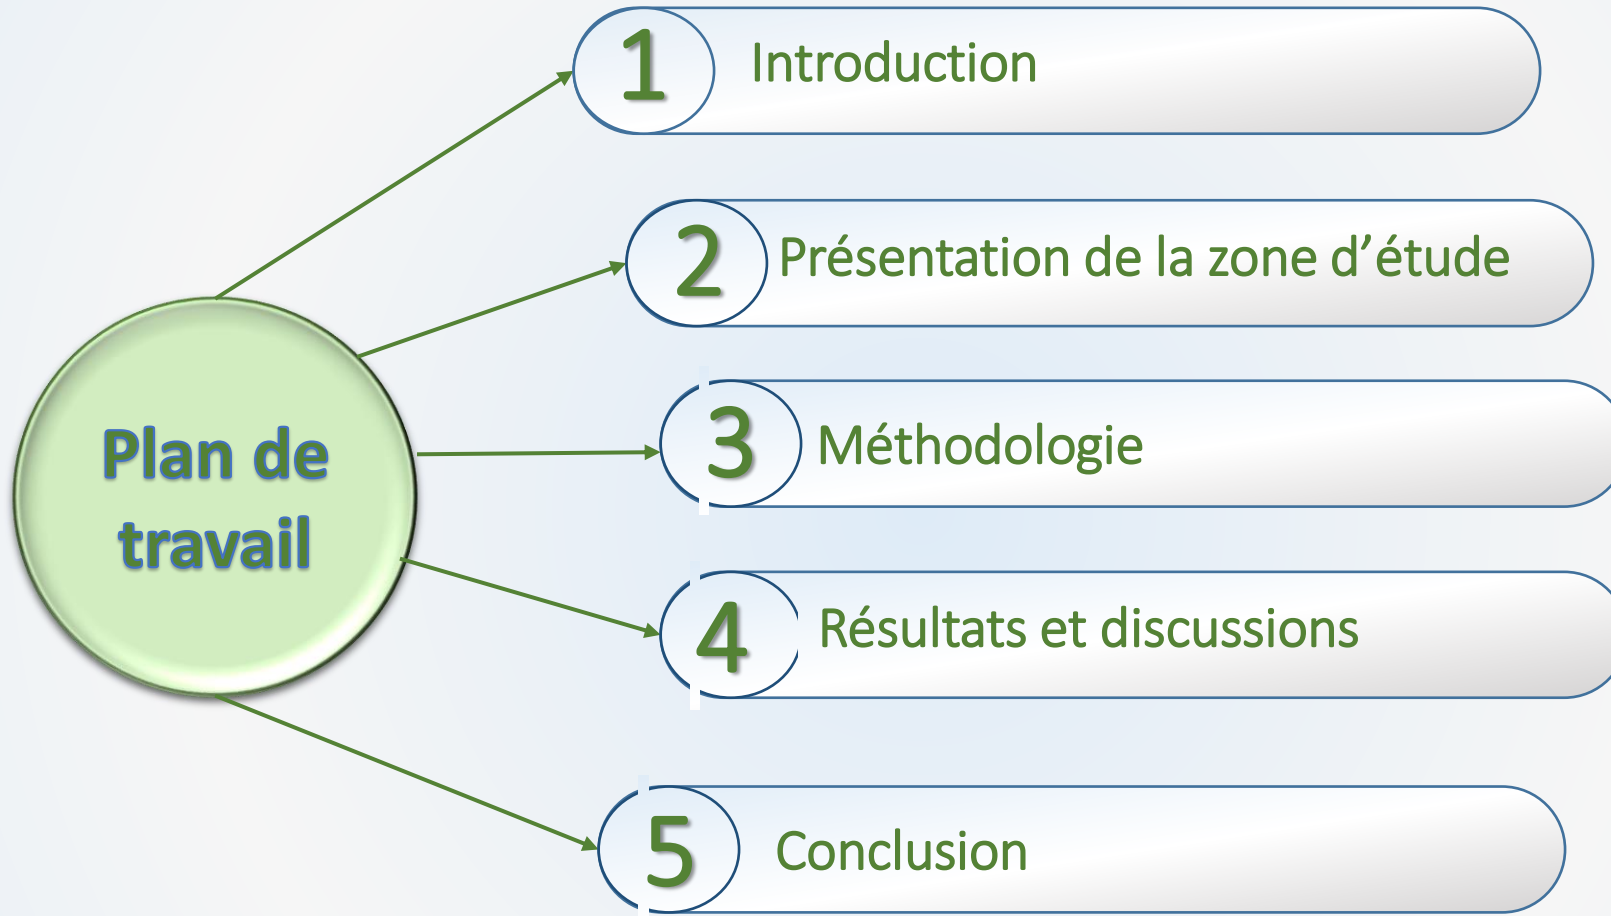 1 Introduction
2 Présentation de la zone d’étude
Plan de
travail
3 Méthodologie
4 Résultats et discussions
5 Conclusion